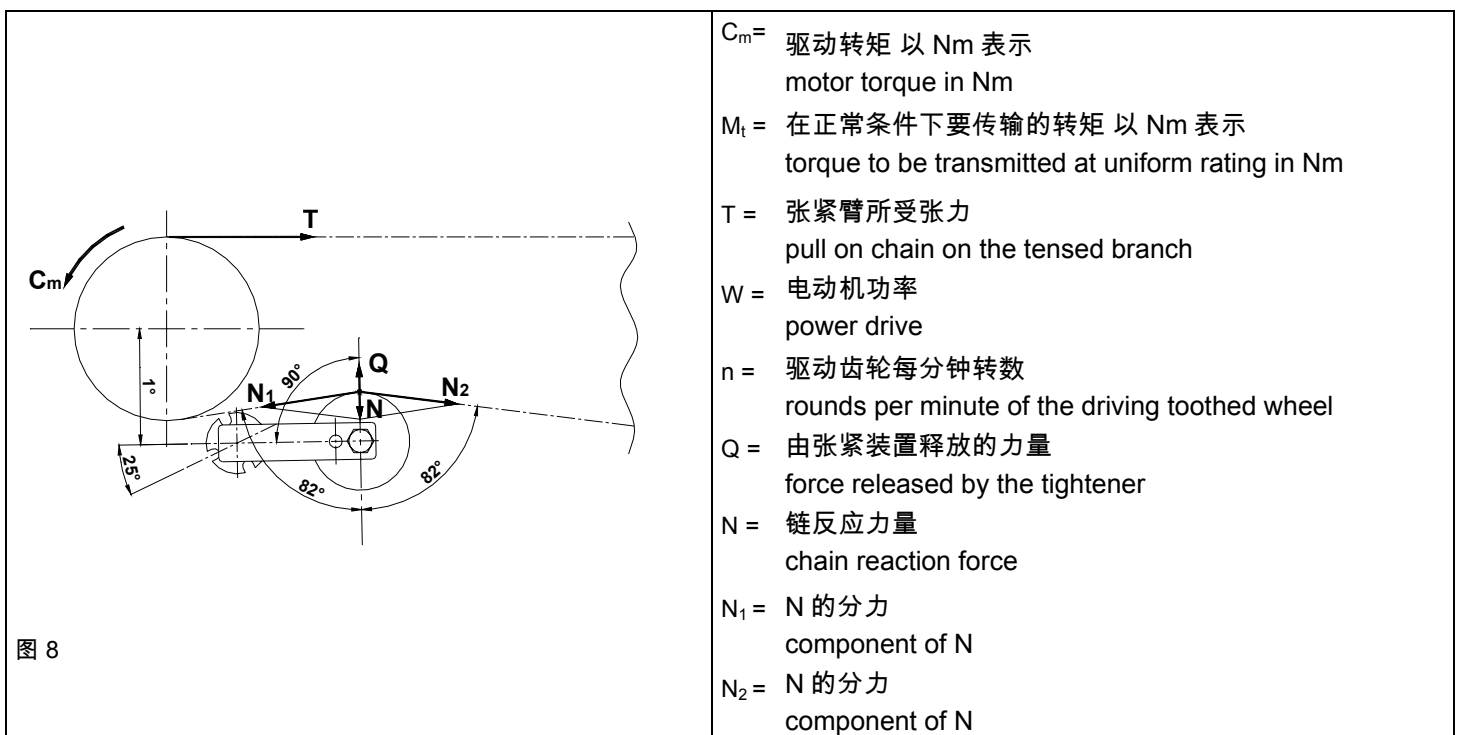 T
Cm
1°
90°
Q
N1
N2
N
25°
82°
82°
图 8
Cm= 驱动转矩 以 Nm 表示
motor torque in Nm
Mt = 在正常条件下要传输的转矩 以 Nm 表示
torque to be transmitted at uniform rating in Nm
T = 张紧臂所受张力
pull on chain on the tensed branch
W = 电动机功率
power drive
n = 驱动齿轮每分钟转数
rounds per minute of the driving toothed wheel
Q = 由张紧装置释放的力量
force released by the tightener
N = 链反应力量
chain reaction force
N1 = N 的分力
component of N
N2 = N 的分力
component of N